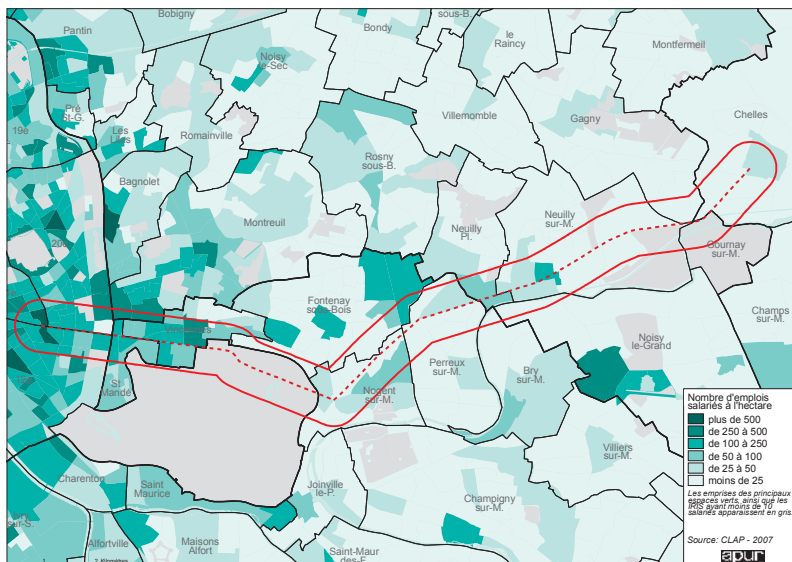 Pantin
Bobigny
Bondy
sous-B.
le
Raincy
Montfermeil
Noisy
le-Sec
Pré
St-G.
Les
Lilas
Romainville
Villemomble
Gagny
Chelles
19e
Bagnolet
Rosny
sous-B.
Montreuil
Neuilly
Pl.
Neuilly
sur-M.
Gournay
sur-M.
20e
Fontenay
sous-Bois
Champs
sur-M.
Noisy
le-Grand
Perreux
sur-M.
Bry
sur-M.
12e
St
Mandé
Nogent
sur-M.
Villiers
sur-M.
Charenton
Saint
Maurice
Joinville
le-P.
Champigny
sur-M.
sur-S.
Alfortville
Maisons
Alfort
Saint-Maur
des-F.
Nombre d'emplois
salariés à l'hectare
plus de 500
de 250 à 500
de 100 à 250
de 50 à 100
de 25 à 50
moins de 25
Les emprises des principaux
espaces verts, ainsi que les
IRIS ayant moins de 10
salariés apparaissent en gris.
Source: CLAP - 2007
apur